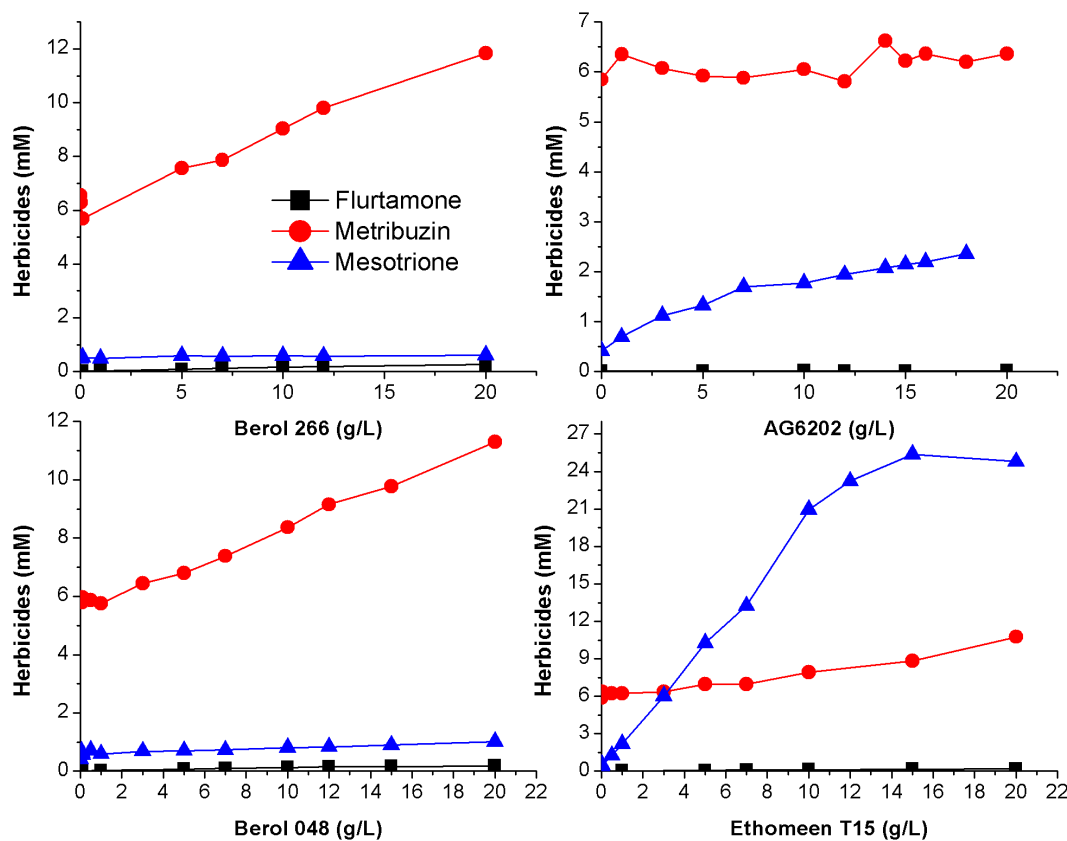 Herbicides (mM)
12
10
8
6
4
2
0
Flurtamone
Metribuzin
Mesotrione
0 5 10 15 20
Berol 266 (g/L)
Herbicides (mM)
7
6
5
4
3
2
1
0
0 5 10 15 20
AG6202 (g/L)
Herbicides (mM)
12
10
8
6
4
2
0
0 2 4 6 8 10 12 14 16 18 20 22
Berol 048 (g/L)
Herbicides (mM)
27
24
21
18
15
12
9
6
3
0
0 2 4 6 8 10 12 14 16 18 20 22
Ethomeen T15 (g/L)